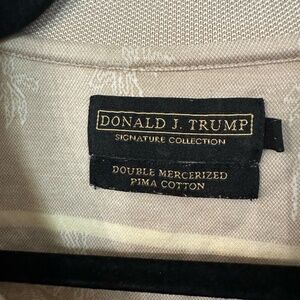 DONALD J. TRUMP
SIGNATURE COLLECTION
DOUBLE MERCERIZED
PIMA COTTON